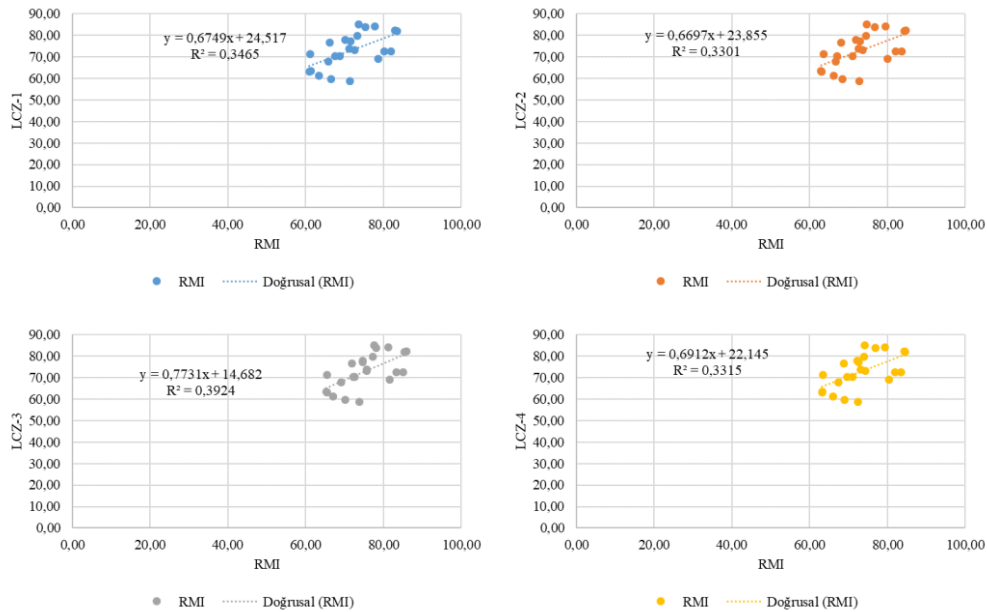 90,00
80,00
70,00
60,00
50,00
40,00
30,00
20,00
10,00
0,00
LCZ-1
y = 0,6749x + 24,517
R² = 0,3465
0,00 20,00 40,00 60,00 80,00 100,00
RMI
RMI Doğrusal (RMI)
90,00
80,00
70,00
60,00
50,00
40,00
30,00
20,00
10,00
0,00
LCZ-2
y = 0,6697x + 23,855
R² = 0,3301
0,00 20,00 40,00 60,00 80,00 100,00
RMI
RMI Doğrusal (RMI)
90,00
80,00
70,00
60,00
50,00
40,00
30,00
20,00
10,00
0,00
LCZ-3
y = 0,7731x + 14,682
R² = 0,3924
0,00 20,00 40,00 60,00 80,00 100,00
RMI
RMI Doğrusal (RMI)
90,00
80,00
70,00
60,00
50,00
40,00
30,00
20,00
10,00
0,00
LCZ-4
y = 0,6912x + 22,145
R² = 0,3315
0,00 20,00 40,00 60,00 80,00 100,00
RMI
RMI Doğrusal (RMI)